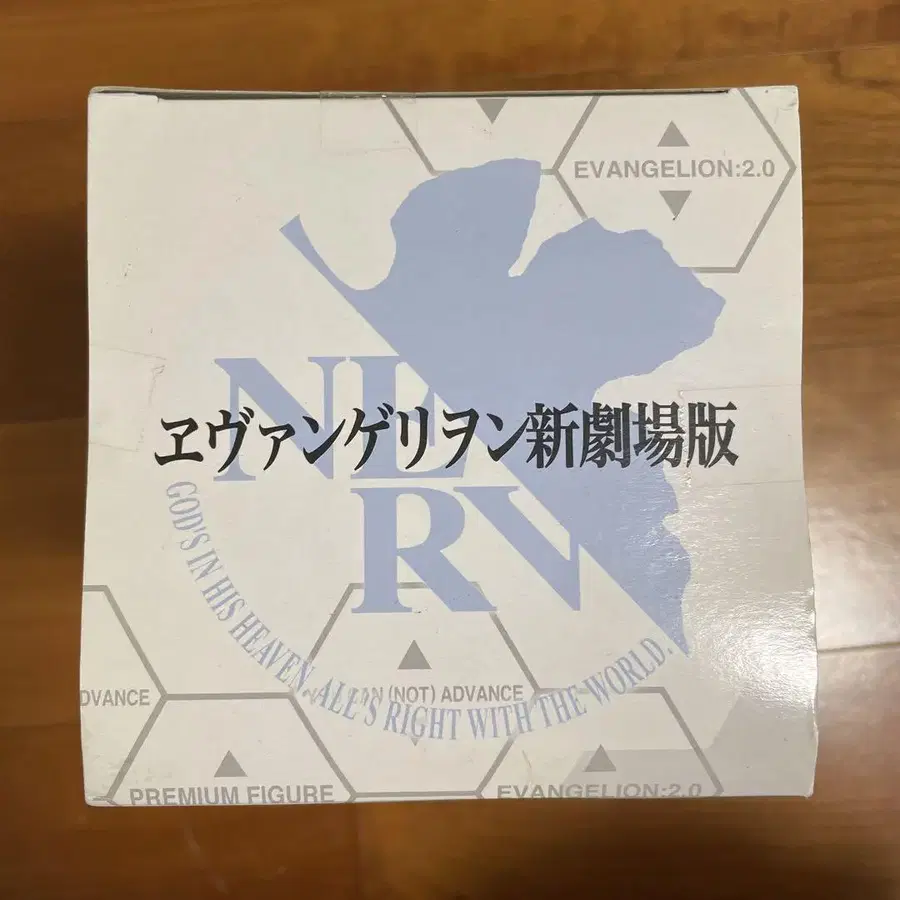 EVANGELION:2.0
NERV
ヱヴァンゲリヲン新劇場版
GOD'S IN HIS HEAVEN. ALL'S RIGHT WITH THE WORLD.
DVANCE
AN (NOT) ADVANCE
PREMIUM FIGURE
EVANGELION:2.0